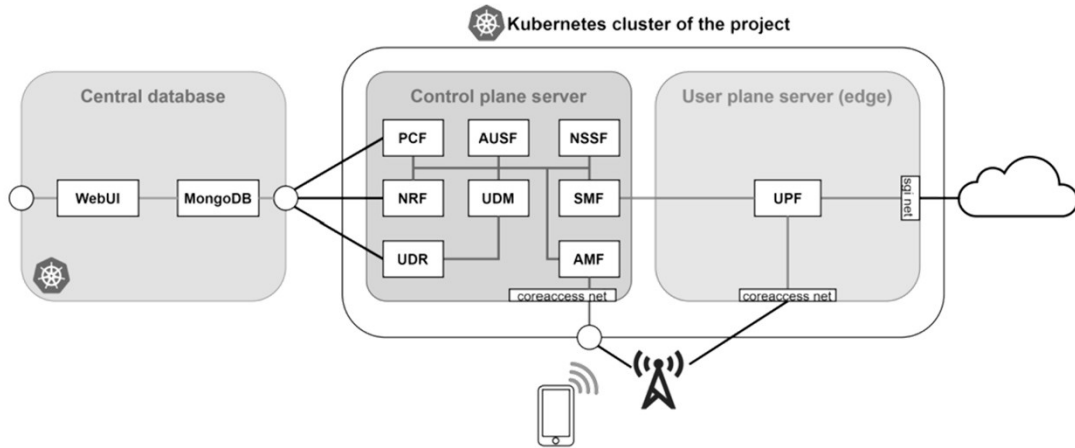 Kubernetes cluster of the project
Central database
Control plane server
User plane server (edge)
PCF
AUSF
NSSF
WebUI
MongoDB
NRF
UDM
SMF
UPF
sgi net
UDR
AMF
coreaccess net
coreaccess net